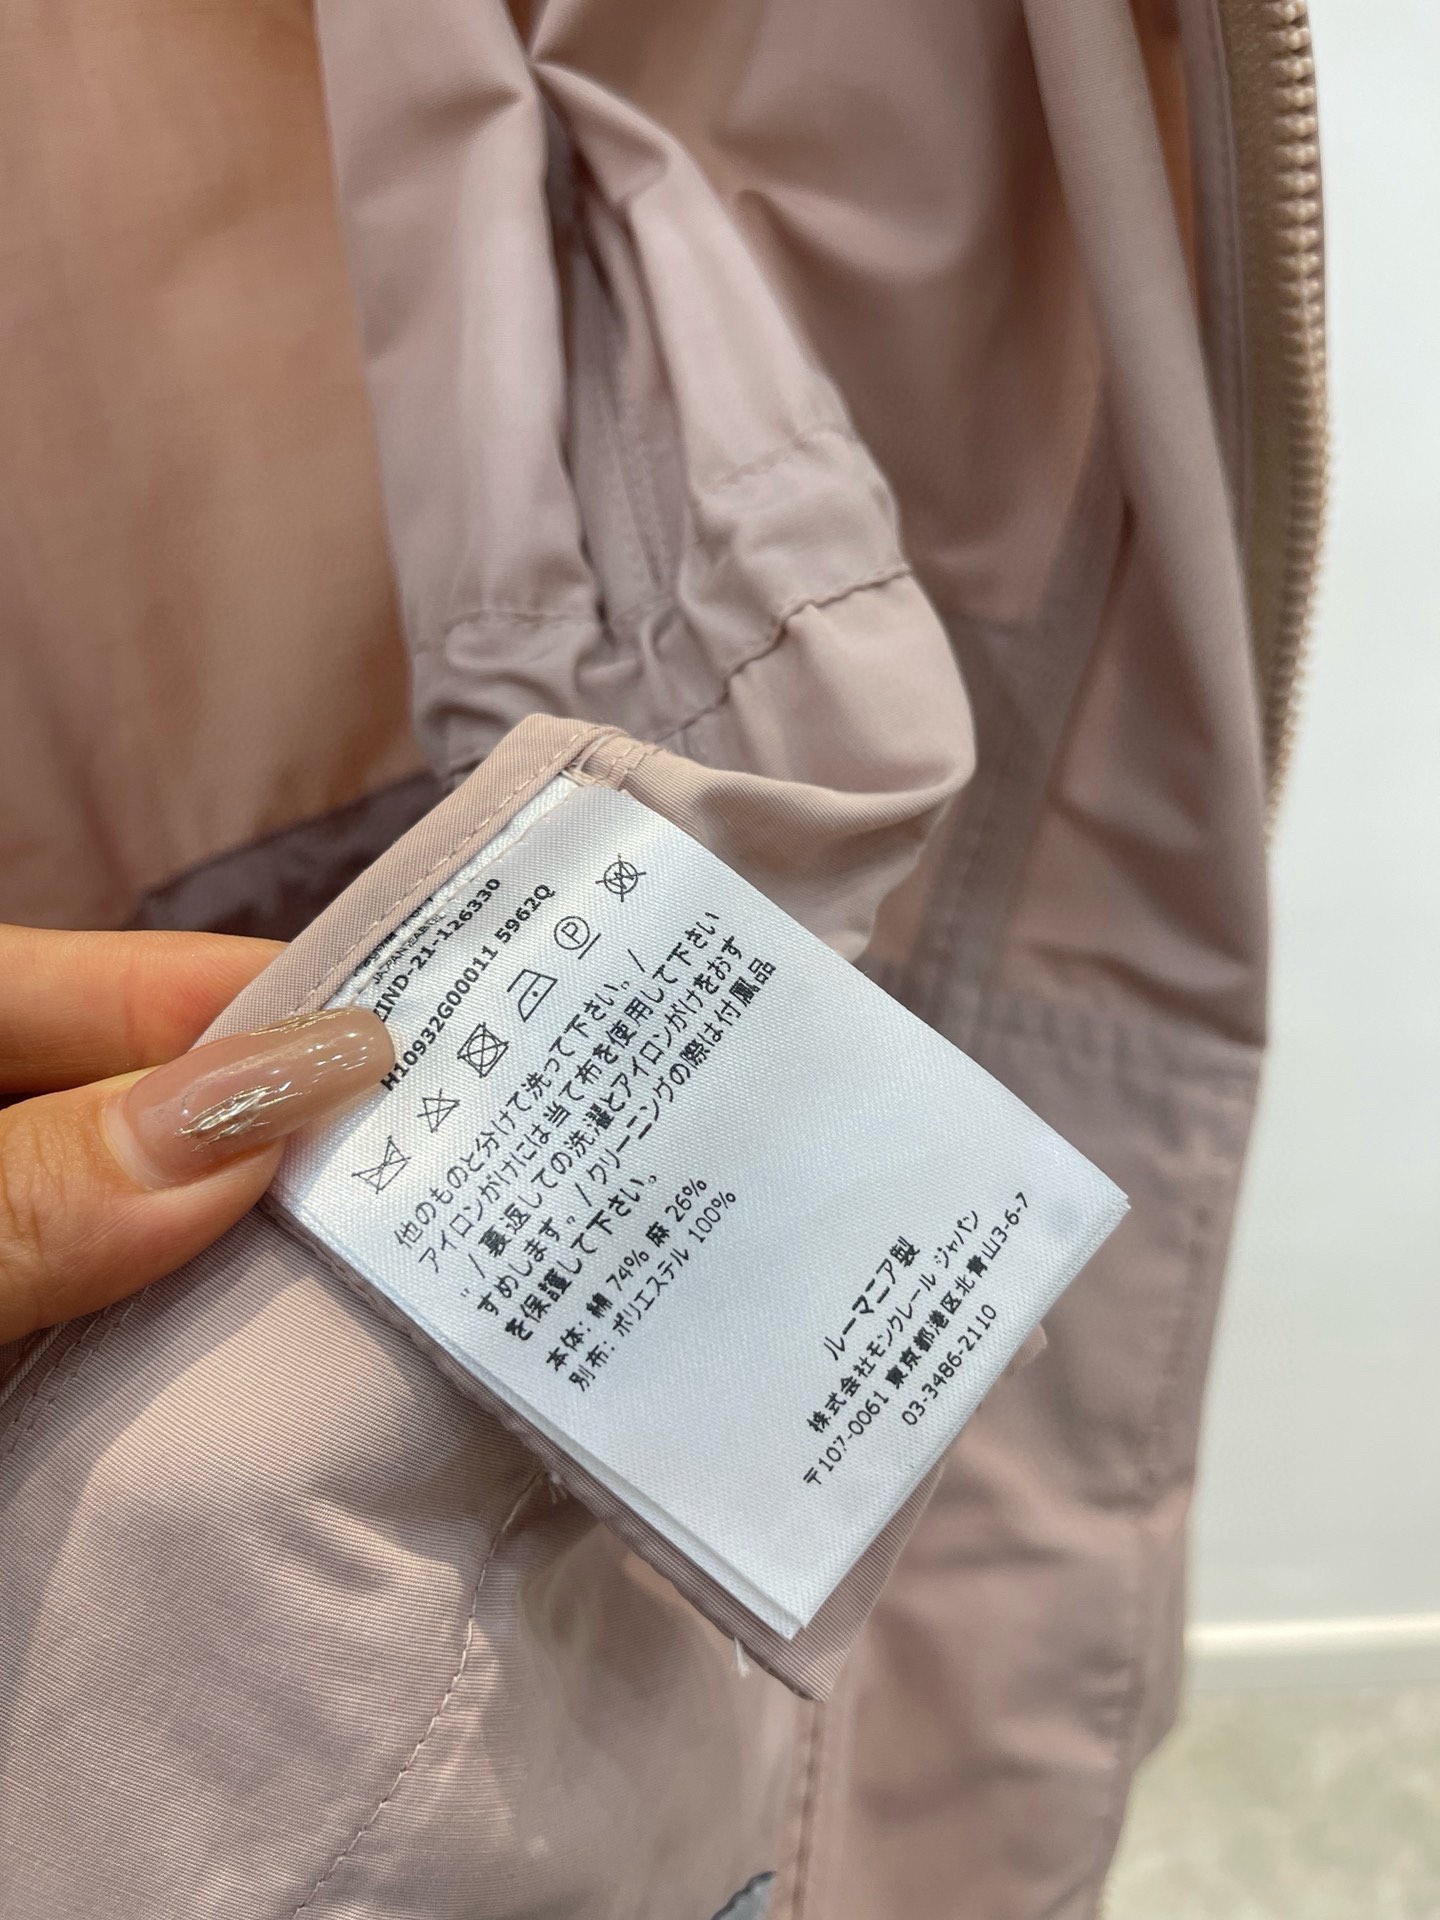 JAPAN BARTEL
IND-21-126330
H10932G00011 5962Q
P
他のものと分けて洗って下さい。/
アイロンがけには当て布を使用して下さい
。/ 裏返しての洗濯とアイロンがけをおす
すめします。/ クリーニングの際は付属品
を保護して下さい。
本体: 綿 74% 麻 26%
別布: ポリエステル 100%
ルーマニア製
株式会社モンクレール ジャパン
〒107-0061 東京都港区北青山3-6-7
03-3486-2110